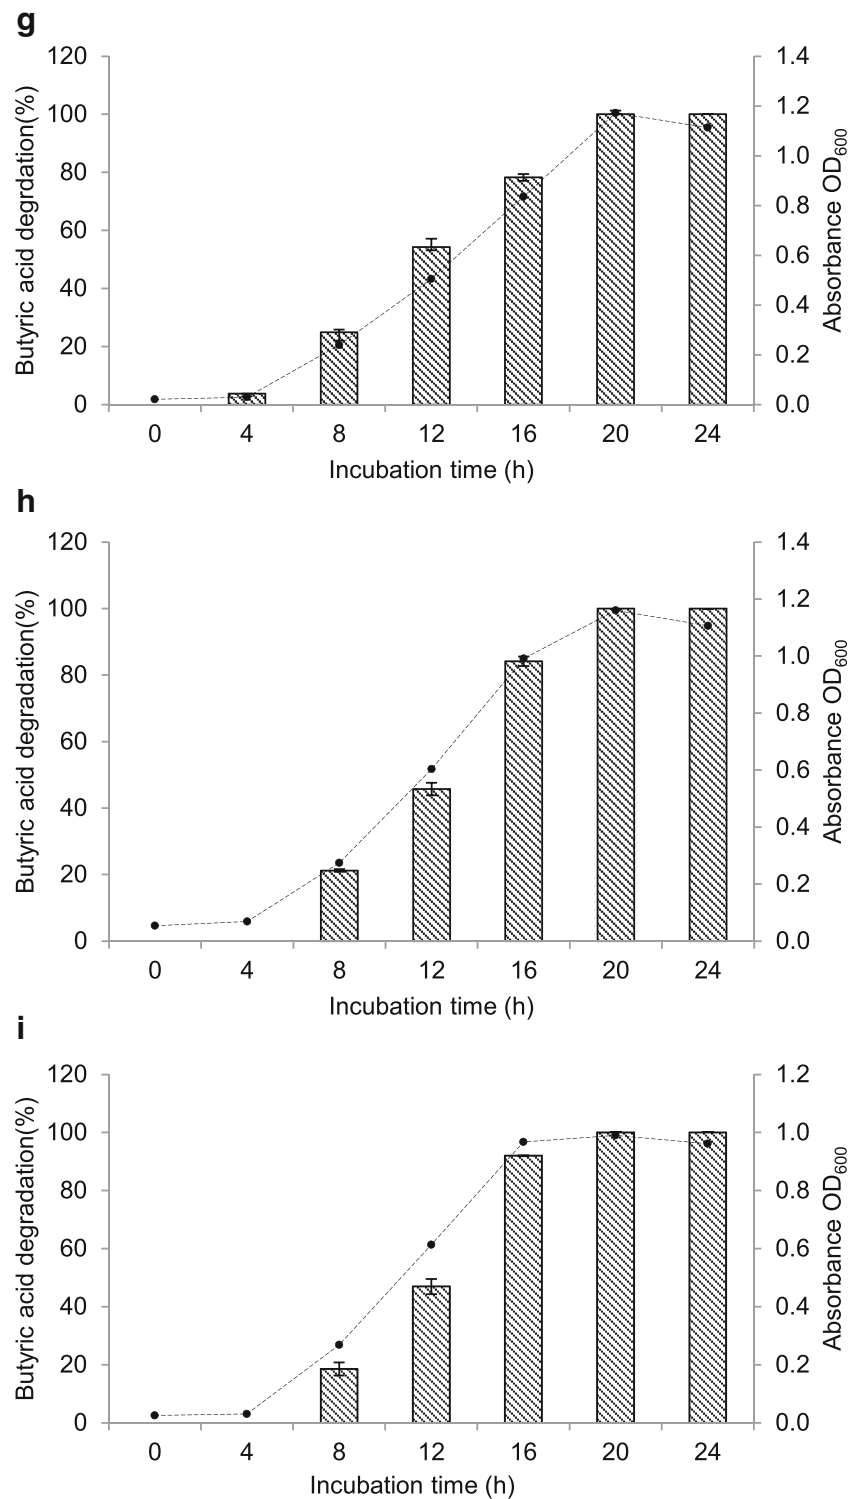 g
120
100
80
60
40
20
0
Butyric acid degrdation(%)
1.4
1.2
1.0
0.8
0.6
0.4
0.2
0.0
Absorbance OD600
0 4 8 12 16 20 24
Incubation time (h)
h
120
100
80
60
40
20
0
Butyric acid degradation(%)
1.4
1.2
1.0
0.8
0.6
0.4
0.2
0.0
Absorbance OD600
0 4 8 12 16 20 24
Incubation time (h)
i
120
100
80
60
40
20
0
Butyric acid degradation(%)
1.2
1.0
0.8
0.6
0.4
0.2
0.0
Absorbance OD600
0 4 8 12 16 20 24
Incubation time (h)